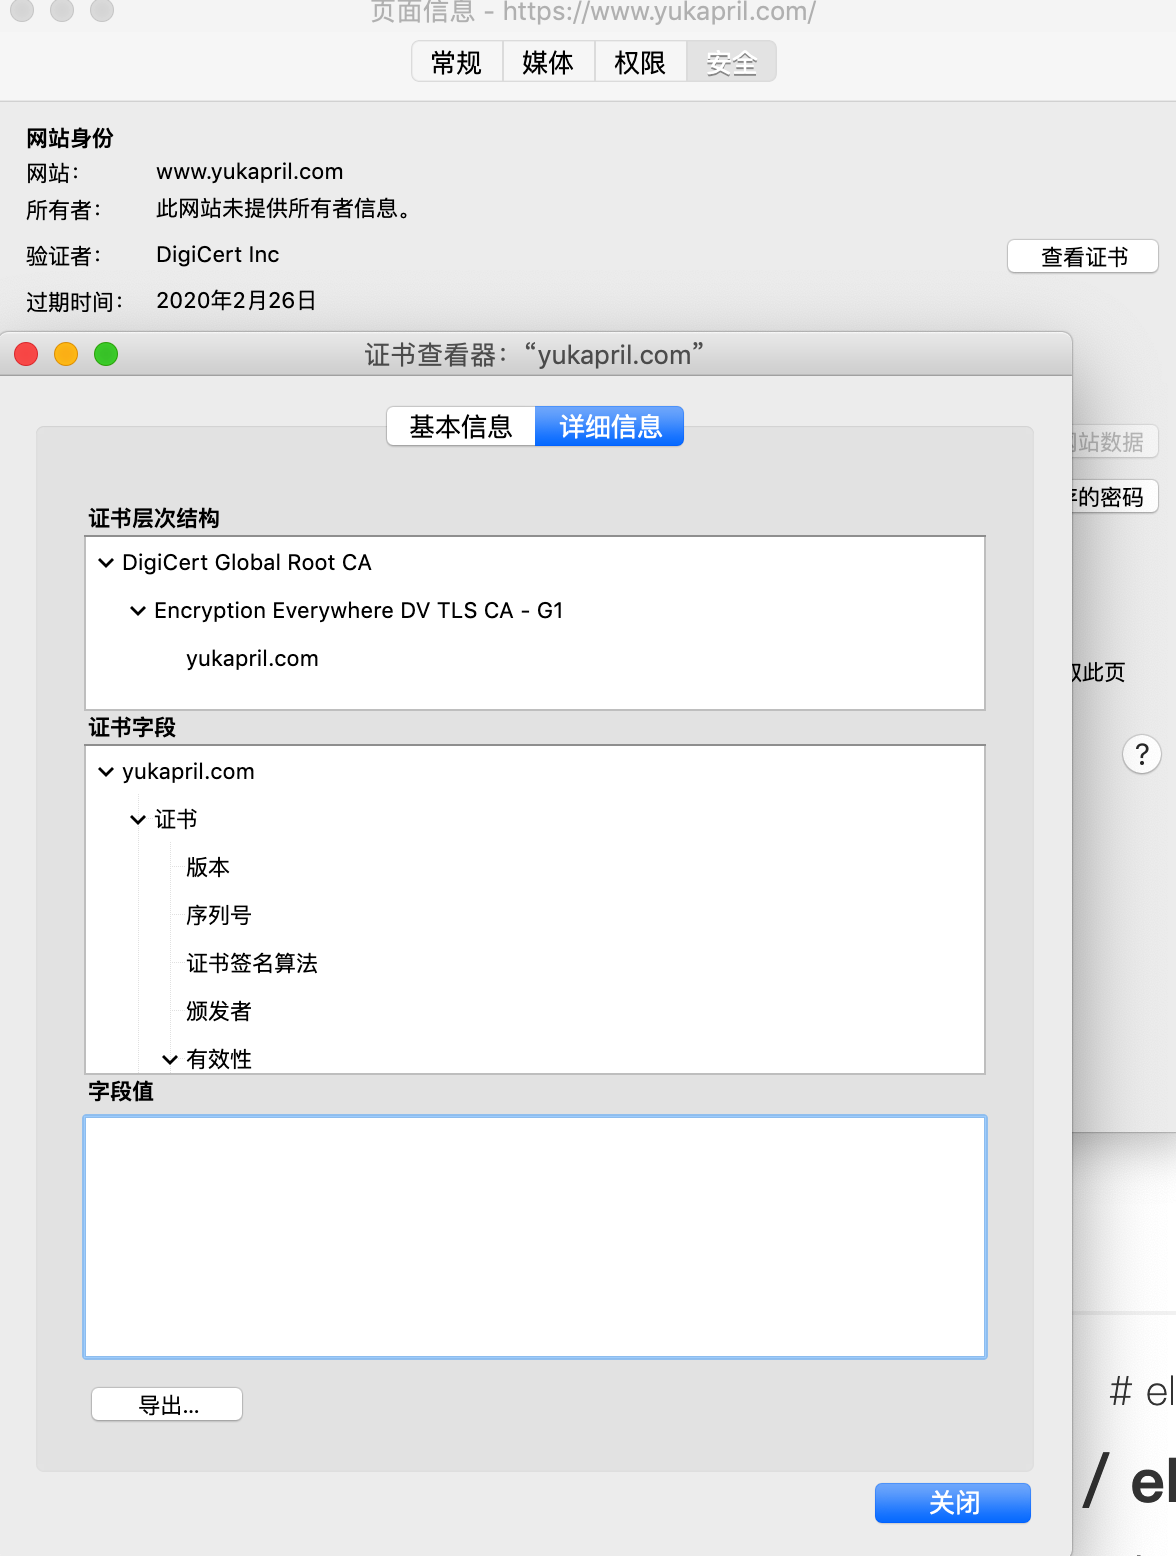 页面信息 - https://www.yukapril.com/
常规 媒体 权限 安全
网站身份
网站： www.yukapril.com
所有者： 此网站未提供所有者信息。
验证者： DigiCert Inc 查看证书
过期时间： 2020年2月26日
证书查看器：“yukapril.com”
基本信息 详细信息
网站数据
的密码
证书层次结构
DigiCert Global Root CA
Encryption Everywhere DV TLS CA - G1
yukapril.com
此页
证书字段
?
yukapril.com
证书
版本
序列号
证书签名算法
颁发者
有效性
字段值
# el
导出...
/ el
关闭